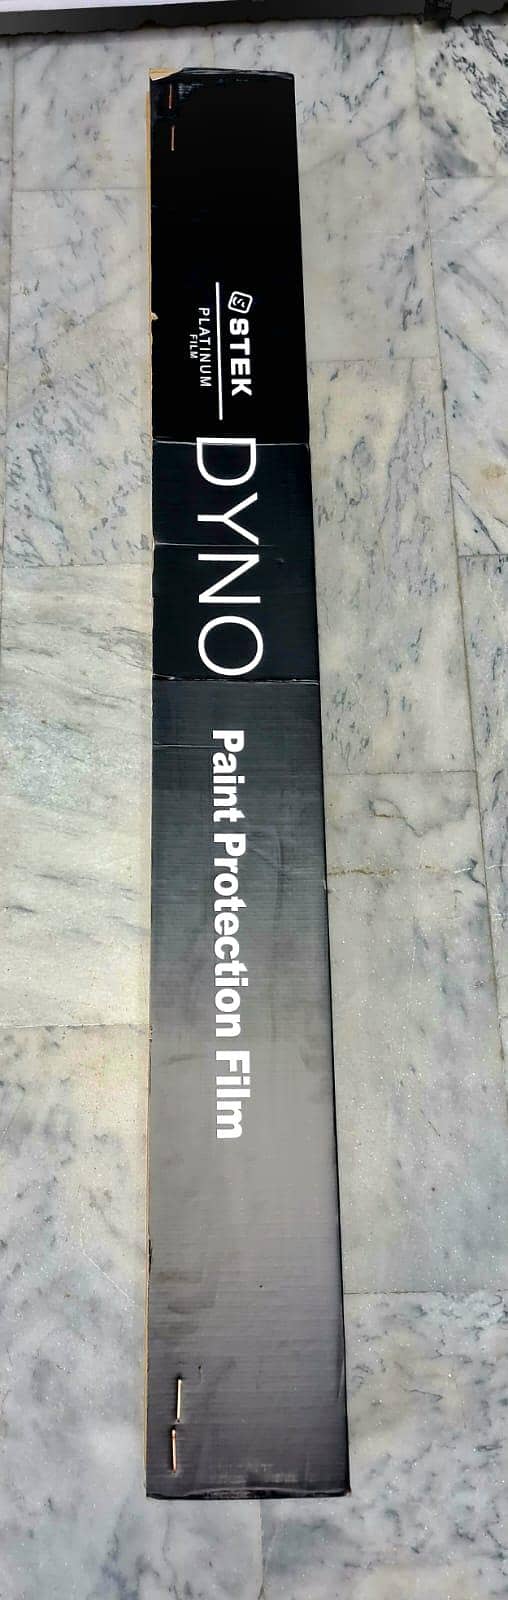 STEK
PLATINUM
FILM
DYNO
Paint Protection Film